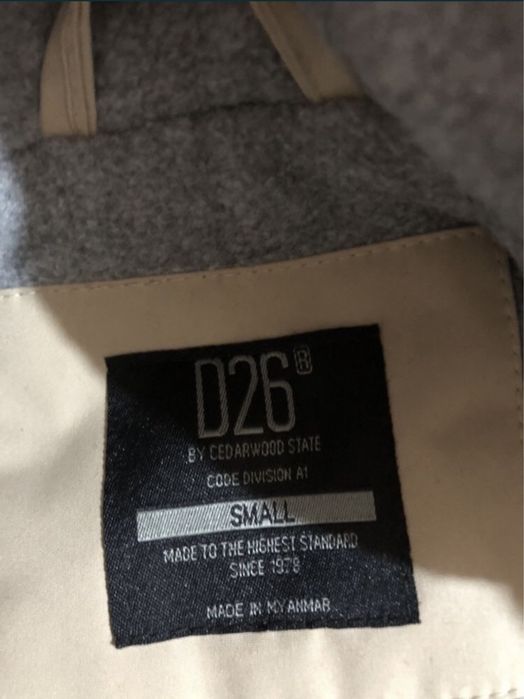 D26®
BY CEDARWOOD STATE
CODE DIVISION A1
SMALL
MADE TO THE HIGHEST STANDARD
SINCE 1978
MADE IN MYANMAR